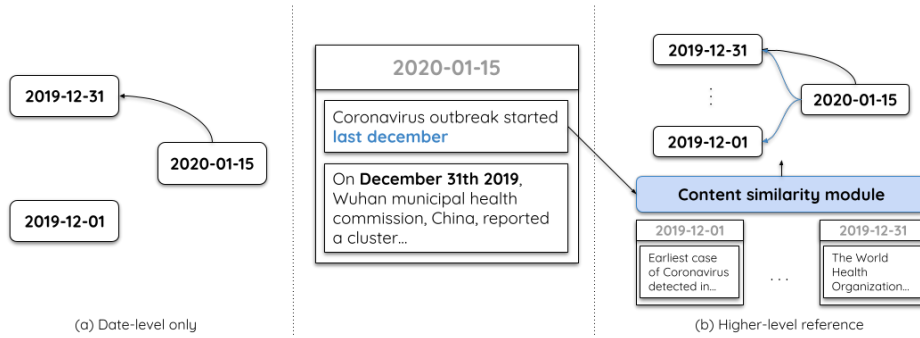 2019-12-31
2020-01-15
2019-12-01
(a) Date-level only
2020-01-15
Coronavirus outbreak started
last december
On December 31th 2019,
Wuhan municipal health
commission, China, reported
a cluster...
2019-12-31
2020-01-15
2019-12-01
Content similarity module
2019-12-01
Earliest case
of Coronavirus
detected in...
...
2019-12-31
The World
Health
Organization...
(b) Higher-level reference